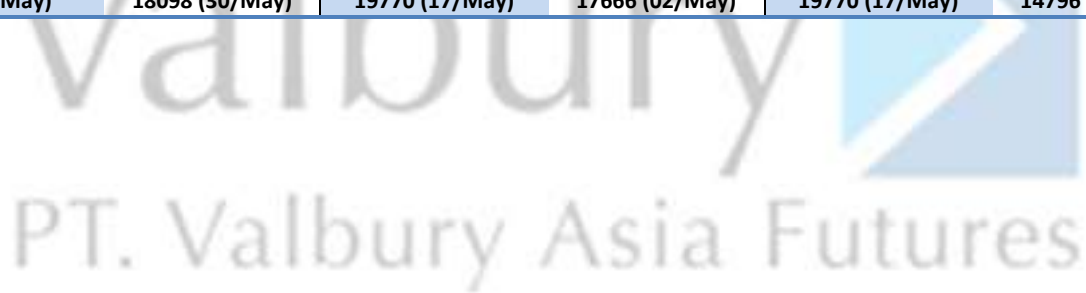 May) 18098 (30/May) 19770 (17/May) 17666 (02/May) 19770 (17/May) 14796
Valbury
PT. Valbury Asia Futures